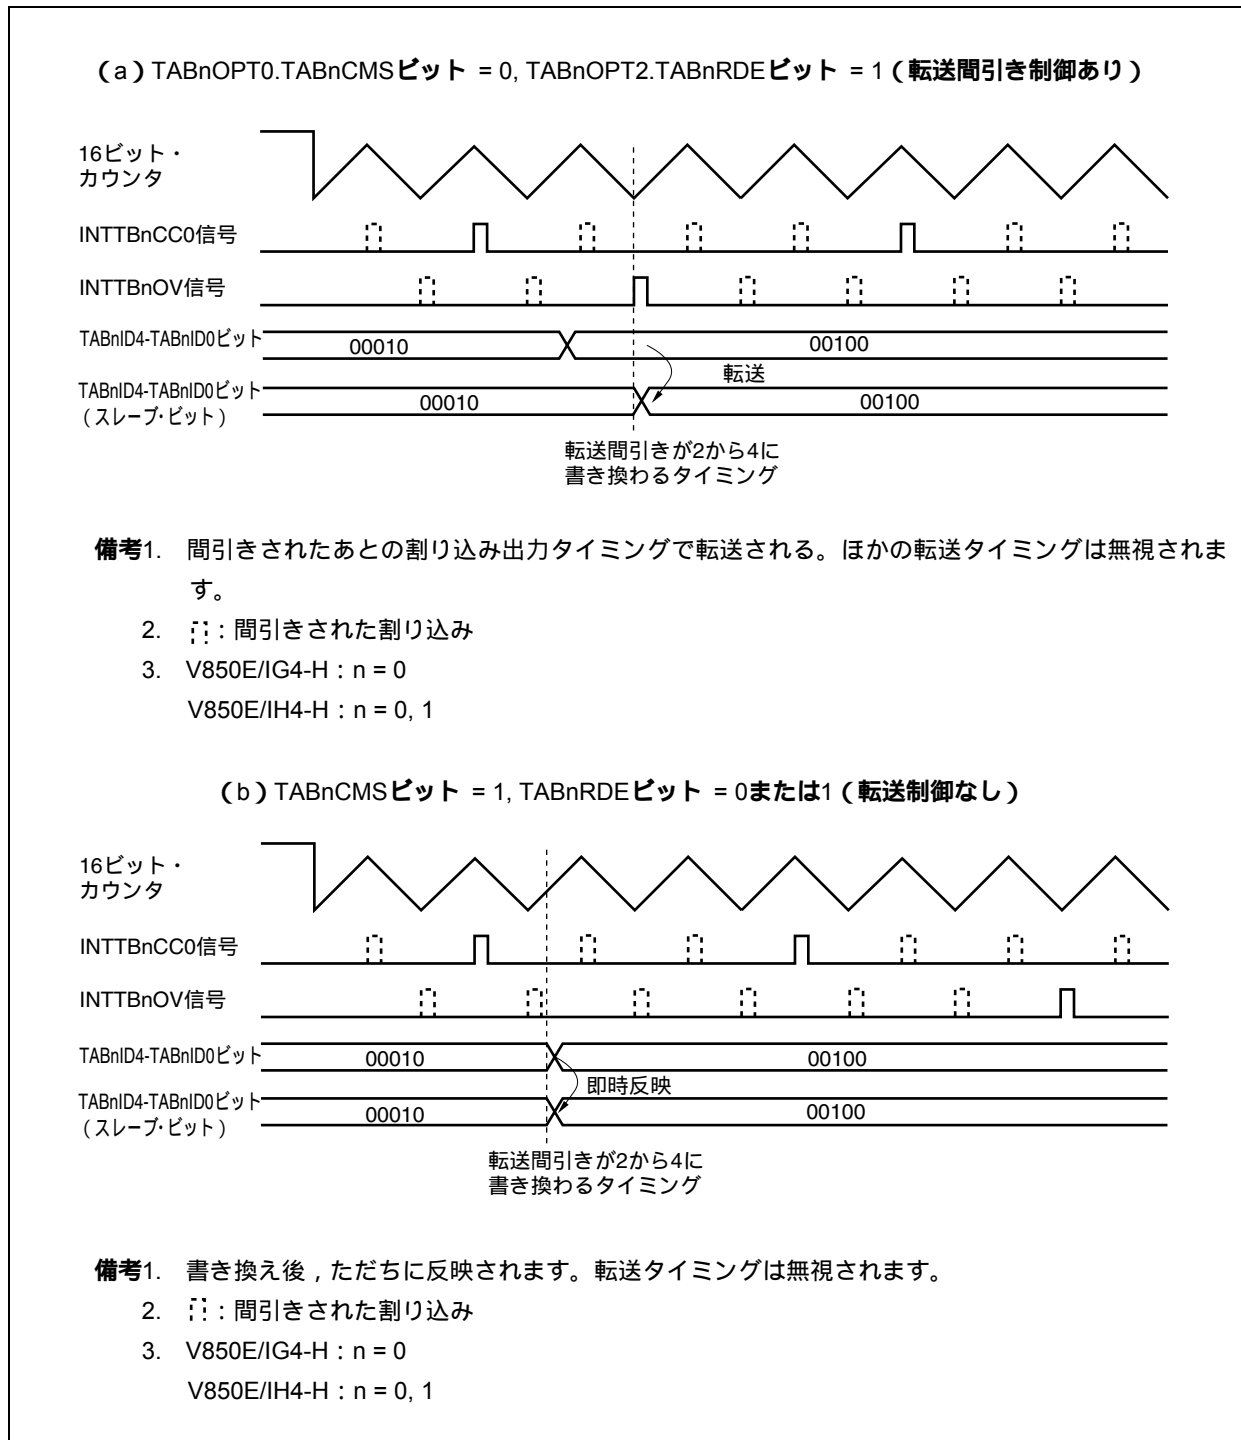 （a）TABnOPT0.TABnCMSビット = 0, TABnOPT2.TABnRDEビット = 1（転送間引き制御あり）
16ビット・
カウンタ
INTTBnCC0信号
INTTBnOV信号
TABnID4-TABnID0ビット
00010
00100
転送
TABnID4-TABnID0ビット
（スレーブ・ビット）
00010
00100
転送間引きが2から4に
書き換わるタイミング
備考1. 間引きされたあとの割り込み出力タイミングで転送される。ほかの転送タイミングは無視されま
す。
2. ：間引きされた割り込み
3. V850E/IG4-H：n = 0
V850E/IH4-H：n = 0, 1
（b）TABnCMSビット = 1, TABnRDEビット = 0または1（転送制御なし）
16ビット・
カウンタ
INTTBnCC0信号
INTTBnOV信号
TABnID4-TABnID0ビット
00010
00100
即時反映
TABnID4-TABnID0ビット
（スレーブ・ビット）
00010
00100
転送間引きが2から4に
書き換わるタイミング
備考1. 書き換え後，ただちに反映されます。転送タイミングは無視されます。
2. ：間引きされた割り込み
3. V850E/IG4-H：n = 0
V850E/IH4-H：n = 0, 1